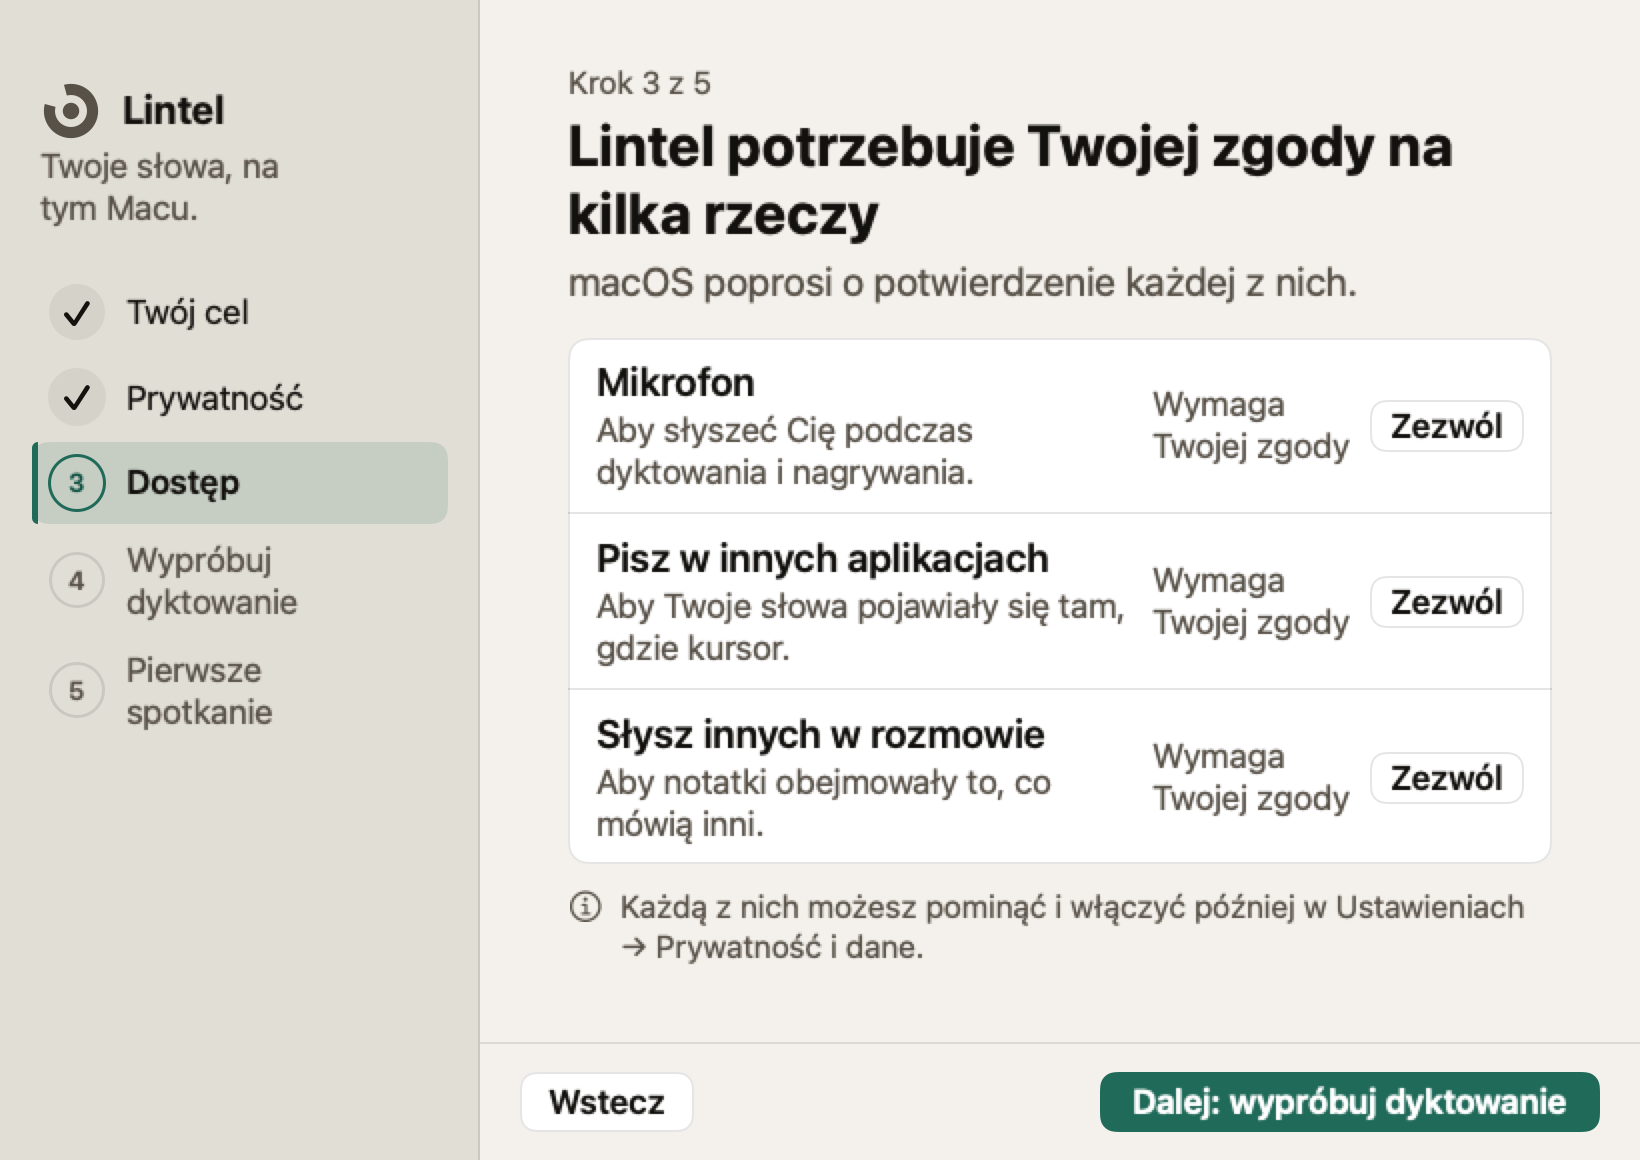 Lintel
Twoje słowa, na
tym Macu.
Twój cel
Prywatność
3
Dostęp
4
Wypróbuj
dyktowanie
5
Pierwsze
spotkanie
Krok 3 z 5
Lintel potrzebuje Twojej zgody na
kilka rzeczy
macOS poprosi o potwierdzenie każdej z nich.
Mikrofon
Aby słyszeć Cię podczas
dyktowania i nagrywania.
Wymaga
Twojej zgody
Zezwól
Pisz w innych aplikacjach
Aby Twoje słowa pojawiały się tam,
gdzie kursor.
Wymaga
Twojej zgody
Zezwól
Słysz innych w rozmowie
Aby notatki obejmowały to, co
mówią inni.
Wymaga
Twojej zgody
Zezwól
Każdą z nich możesz pominąć i włączyć później w Ustawieniach
→ Prywatność i dane.
Wstecz
Dalej: wypróbuj dyktowanie